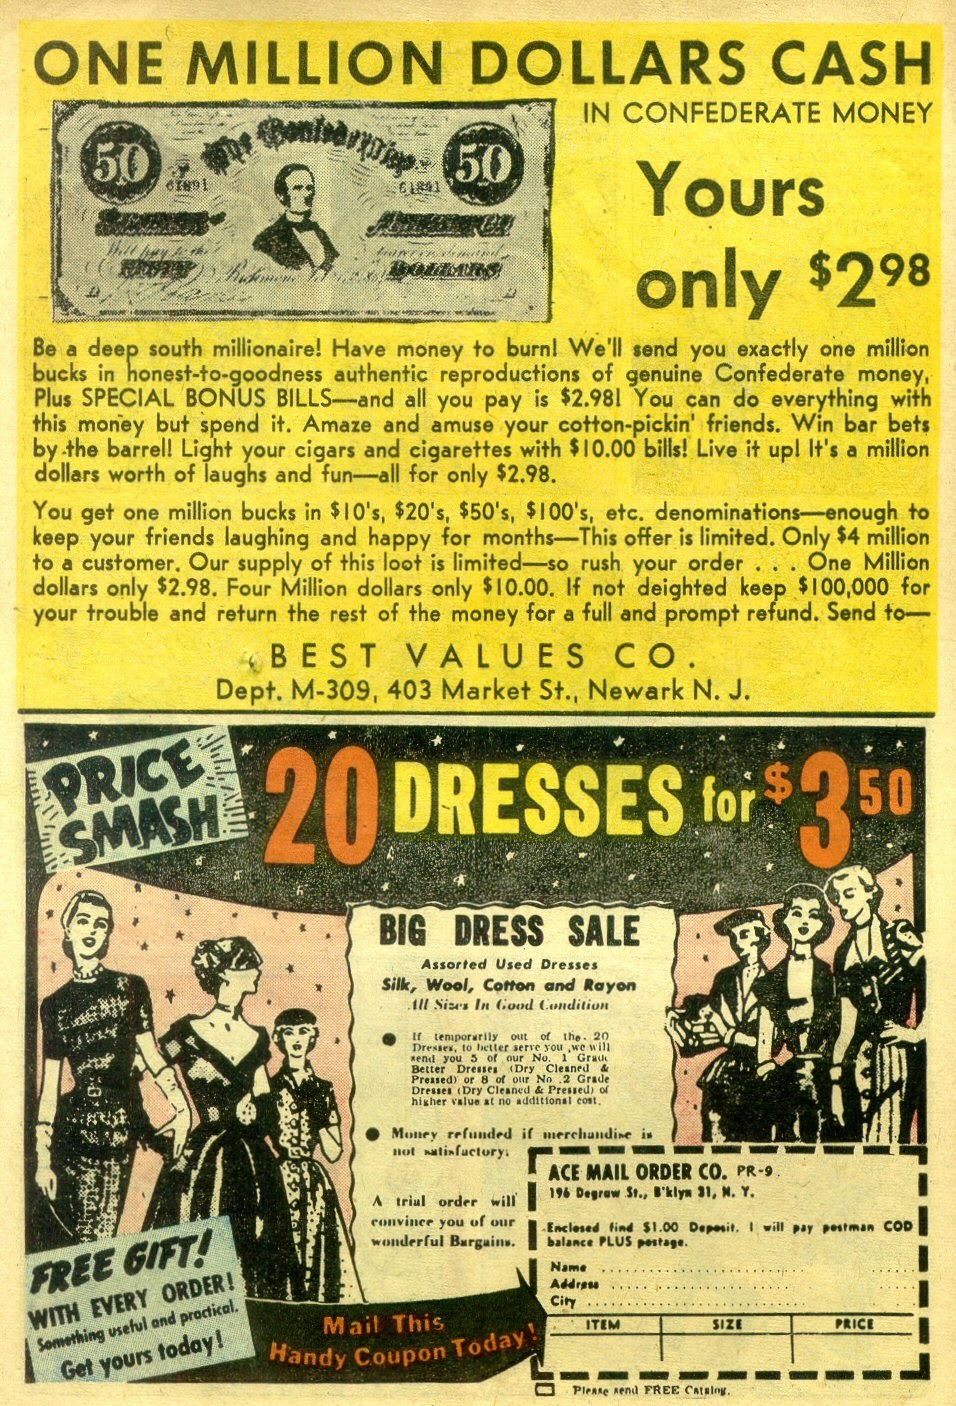 ONE MILLION DOLLARS CASH
IN CONFEDERATE MONEY
50
50
61891
61891
FIFTY
DOLLARS
Yours
only $2.98
Be a deep south millionaire! Have money to burn! We'll send you exactly one million
bucks in honest-to-goodness authentic reproductions of genuine Confederate money,
Plus SPECIAL BONUS BILLS—and all you pay is $2.98! You can do everything with
this money but spend it. Amaze and amuse your cotton-pickin' friends. Win bar bets
by the barrel! Light your cigars and cigarettes with $10.00 bills! Live it up! It's a million
dollars worth of laughs and fun—all for only $2.98.
You get one million bucks in $10's, $20's, $50's, $100's, etc. denominations—enough to
keep your friends laughing and happy for months—This offer is limited. Only $4 million
to a customer. Our supply of this loot is limited—so rush your order . . . One Million
dollars only $2.98. Four Million dollars only $10.00. If not deighted keep $100,000 for
your trouble and return the rest of the money for a full and prompt refund. Send to—
BEST VALUES CO.
Dept. M-309, 403 Market St., Newark N. J.
PRICE
SMASH!
20 DRESSES for $3.50
BIG DRESS SALE
Assorted Used Dresses
Silk, Wool, Cotton and Rayon
All Sizes In Good Condition
● If temporarily out of the. 20
Dresses, to better serve you ,we will
send you 5 of our No. 1 Grade
Better Dresses (Dry Cleaned &
Pressed) or 8 of our No .2 Grade
Dresses (Dry Cleaned & Pressed) of
higher value at no additional cost.
● Money refunded if merchandise is
not satisfactory.
A trial order will
convince you of our
wonderful Bargains.
FREE GIFT!
WITH EVERY ORDER!
Something useful and practical.
Get yours today!
Mail This
Handy Coupon Today!
ACE MAIL ORDER CO. PR-9
196 Degraw St., B'klyn 31, N. Y.
Enclosed find $1.00 Deposit. I will pay postman COD
balance PLUS postage.
Name
Address
City
ITEM SIZE PRICE
Please send FREE Catalog.